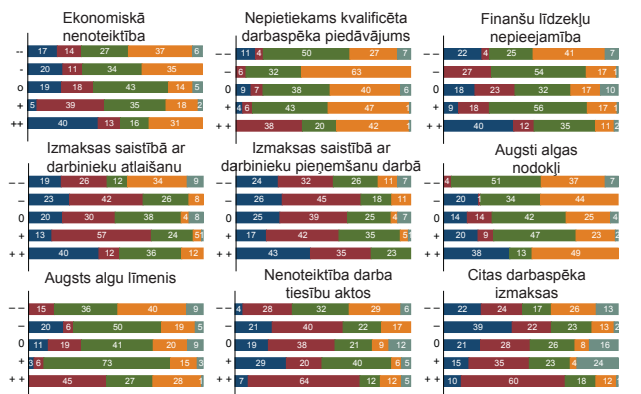 Ekonomiskā
nenoteiktība
-- 17 14 27 37 6
- 20 11 34 35
o 19 18 43 14 5
+ 5 39 35 18 2
++ 40 13 16 31
Nepietiekams kvalificēta
darbaspēka piedāvājums
-- 11 4 50 27 7
- 6 32 63
0 9 7 38 40 6
+ 4 6 43 47 1
++ 38 20 42 1
Finanšu līdzekļu
nepieejamība
-- 22 4 25 41 7
- 27 54 17 1
0 18 23 32 17 10
+ 9 18 56 17 1
++ 40 12 35 11 2
Izmaksas saistībā ar
darbinieku atlaišanu
-- 19 26 12 34 9
- 23 42 26 8
0 20 30 38 4 8
+ 13 57 24 5 1
++ 40 12 36 12
Izmaksas saistībā ar
darbinieku pieņemšanu darbā
-- 24 32 26 11 7
- 26 45 18 11
0 25 39 25 4 7
+ 17 42 35 5 1
++ 43 35 23
Augsti algas
nodokļi
-- 4 51 37 7
- 20 1 34 44
0 14 14 42 25 4
+ 20 9 47 23 2
++ 38 13 49
Augsts algu līmenis
-- 15 36 40 9
- 20 6 50 19 5
0 11 19 41 20 9
+ 3 6 73 15 3
++ 45 27 28 1
Nenoteiktība darba
tiesību aktos
-- 4 28 32 29 6
- 21 40 22 17
0 19 38 21 9 12
+ 29 20 40 6 5
++ 7 64 12 12 5
Citas darbaspēka
izmaksas
-- 22 24 17 26 13
- 39 22 23 13 2
0 21 28 26 8 16
+ 15 35 23 4 24
++ 10 60 18 12 1